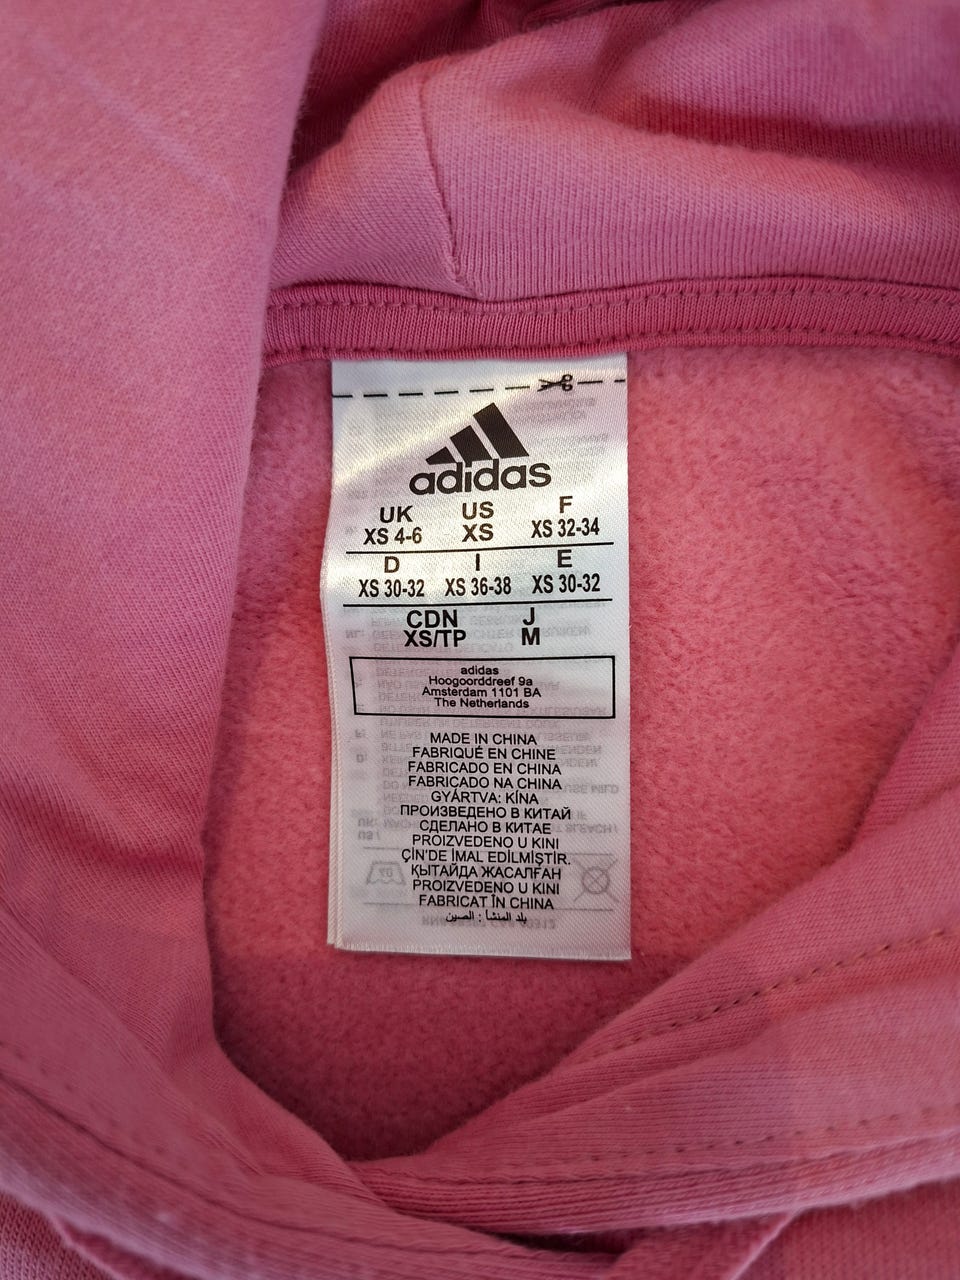 adidas
UK US F
XS 4-6 XS XS 32-34
D I E
XS 30-32 XS 36-38 XS 30-32
CDN J
XS/TP M
adidas
Hoogoorddreef 9a
Amsterdam 1101 BA
The Netherlands
MADE IN CHINA
FABRIQUÉ EN CHINE
FABRICADO EN CHINA
FABRICADO NA CHINA
GYÁRTVA: KÍNA
ПРОИЗВЕДЕНО В КИТАЙ
СДЕЛАНО В КИТАЕ
PROIZVEDENO U KINI
ÇİN'DE İMAL EDİLMİŞTİR.
ҚЫТАЙДА ЖАСАЛҒАН
PROIZVEDENO U KINI
FABRICAT ÎN CHINA
بلد المنشأ : الصين